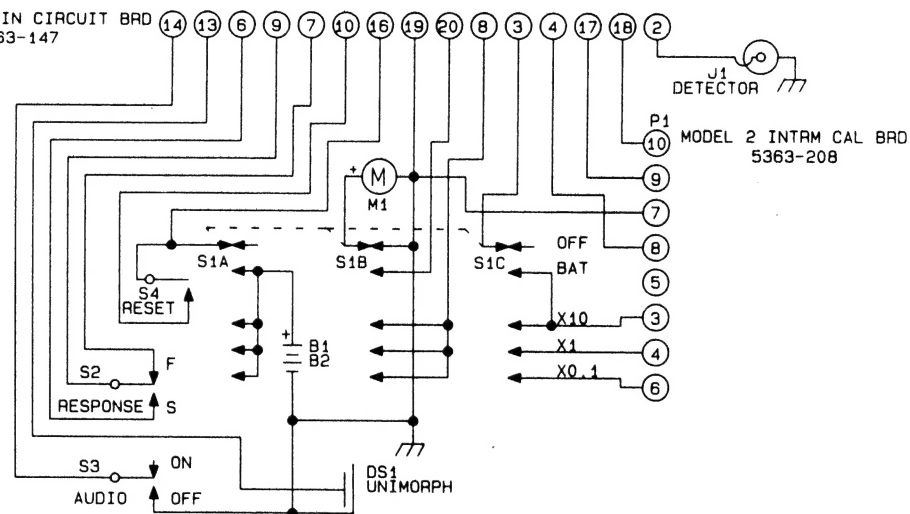 IN CIRCUIT BRD
63-147
14 13 6 9 7 10 16 19 20 8 3 4 17 18 2
J1
DETECTOR
P1
10 MODEL 2 INTRM CAL BRD
5363-208
9
+ M
M1
7
OFF
8
S1A S1B S1C
BAT
5
S4
RESET
X10
3
+
B1
B2
X1
4
F
X0.1
6
S2
RESPONSE S
S3
ON
AUDIO
OFF
DS1
UNIMORPH